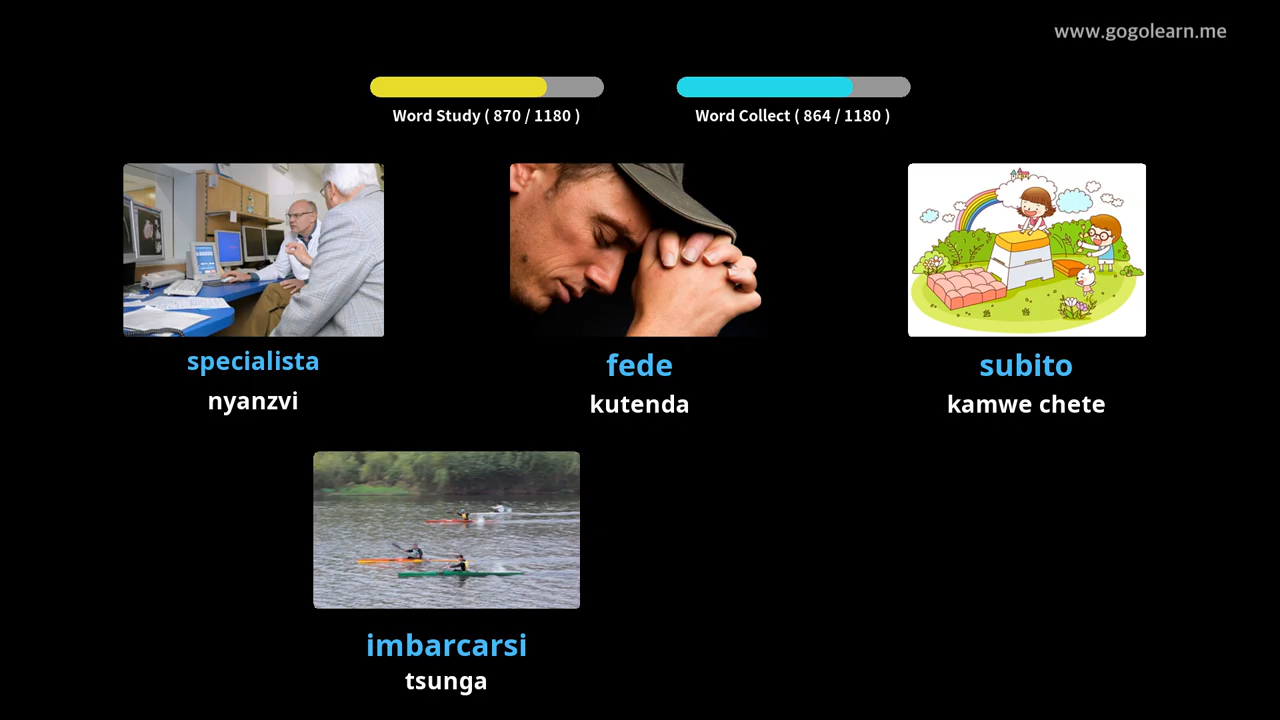 www.gogolearn.me
Word Study ( 870 / 1180 )
Word Collect ( 864 / 1180 )
specialista
nyanzvi
fede
kutenda
subito
kamwe chete
imbarcarsi
tsunga